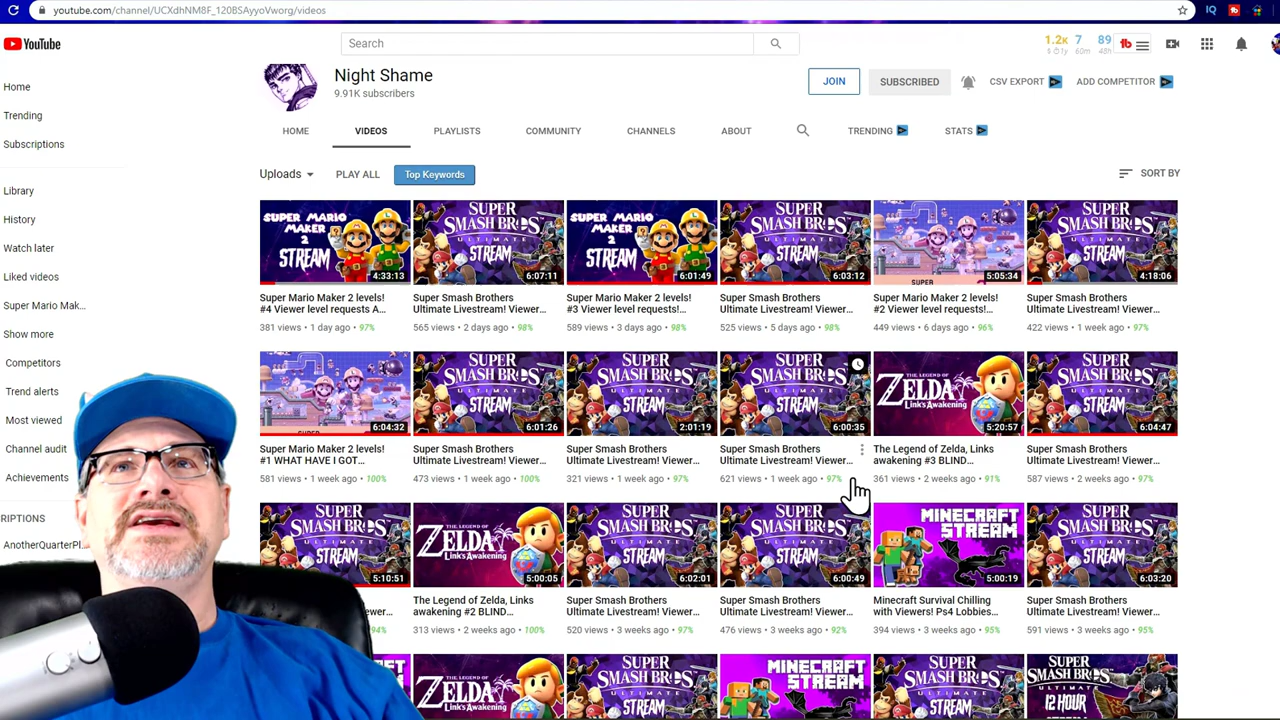 youtube.com/channel/UCXdhNM8F_120BSAyyoVworg/videos
YouTube
Search
1.2K 7 89
60m 48h
Night Shame
9.91K subscribers
JOIN
SUBSCRIBED
CSV EXPORT
ADD COMPETITOR
HOME
VIDEOS
PLAYLISTS
COMMUNITY
CHANNELS
ABOUT
TRENDING
STATS
Uploads
PLAY ALL
Top Keywords
SORT BY
Home
Trending
Subscriptions
Library
History
Watch later
Liked videos
Super Mario Mak...
Show more
Competitors
Trend alerts
Most viewed
Channel audit
Achievements
RIPTIONS
AnotherQuarterPl...
SUPER MARIO
MAKER 2
STREAM
4:33:13
Super Mario Maker 2 levels!
#4 Viewer level requests A...
381 views • 1 day ago • 97%
SUPER
SMASH BROS
ULTIMATE
STREAM
6:07:11
Super Smash Brothers
Ultimate Livestream! Viewer...
565 views • 2 days ago • 98%
SUPER MARIO
MAKER 2
STREAM
6:01:49
Super Mario Maker 2 levels!
#3 Viewer level requests!...
589 views • 3 days ago • 98%
SUPER
SMASH BROS
ULTIMATE
STREAM
6:03:12
Super Smash Brothers
Ultimate Livestream! Viewer...
525 views • 5 days ago • 98%
SUPER
5:05:34
Super Mario Maker 2 levels!
#2 Viewer level requests!...
449 views • 6 days ago • 96%
SUPER
SMASH BROS
ULTIMATE
STREAM
4:18:06
Super Smash Brothers
Ultimate Livestream! Viewer...
422 views • 1 week ago • 97%
SUPER
6:04:32
Super Mario Maker 2 levels!
#1 WHAT HAVE I GOT...
581 views • 1 week ago • 100%
SUPER
SMASH BROS
ULTIMATE
STREAM
6:01:26
Super Smash Brothers
Ultimate Livestream! Viewer...
473 views • 1 week ago • 100%
SUPER
SMASH BROS
ULTIMATE
STREAM
2:01:19
Super Smash Brothers
Ultimate Livestream! Viewer...
321 views • 1 week ago • 97%
SUPER
SMASH BROS
ULTIMATE
STREAM
6:00:35
Super Smash Brothers
Ultimate Livestream! Viewer...
621 views • 1 week ago • 97%
THE LEGEND OF
ZELDA
Link's Awakening
5:20:57
The Legend of Zelda, Links
awakening #3 BLIND...
361 views • 2 weeks ago • 91%
SUPER
SMASH BROS
ULTIMATE
STREAM
6:04:47
Super Smash Brothers
Ultimate Livestream! Viewer...
587 views • 2 weeks ago • 97%
SUPER
SMASH BROS
ULTIMATE
STREAM
5:10:51
ewer...
94%
THE LEGEND OF
ZELDA
Link's Awakening
5:00:05
The Legend of Zelda, Links
awakening #2 BLIND...
313 views • 2 weeks ago • 100%
SUPER
SMASH BROS
ULTIMATE
STREAM
6:02:01
Super Smash Brothers
Ultimate Livestream! Viewer...
520 views • 3 weeks ago • 97%
SUPER
SMASH BROS
ULTIMATE
STREAM
6:00:49
Super Smash Brothers
Ultimate Livestream! Viewer...
476 views • 3 weeks ago • 92%
MINECRAFT
STREAM
5:00:19
Minecraft Survival Chilling
with Viewers! Ps4 Lobbies...
394 views • 3 weeks ago • 95%
SUPER
SMASH BROS
ULTIMATE
STREAM
6:03:20
Super Smash Brothers
Ultimate Livestream! Viewer...
591 views • 3 weeks ago • 95%
THE LEGEND OF
ZELDA
SUPER
SMASH BROS
ULTIMATE
STREAM
MINECRAFT
STREAM
SUPER
SMASH BROS
ULTIMATE
STREAM
SUPER
SMASH BROS
ULTIMATE
12 HOUR
STREAM